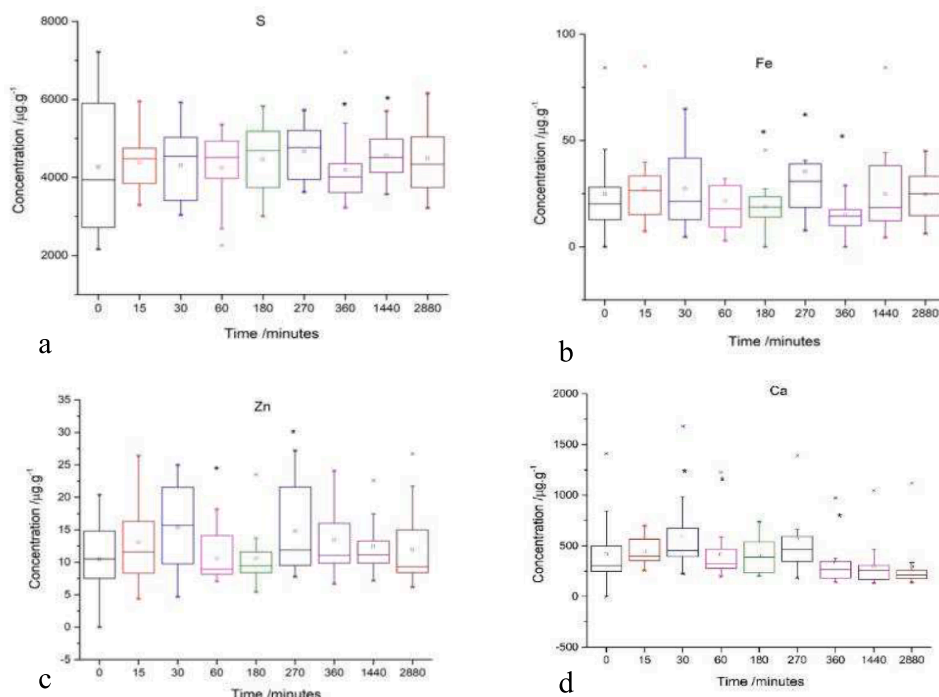 S
8000
6000
4000
2000
Concentration /µg.g⁻¹
0 15 30 60 180 270 360 1440 2880
Time /minutes
a
Fe
100
50
0
Concentration /µg.g⁻¹
0 15 30 60 180 270 360 1440 2880
Time /minutes
b
Zn
35
30
25
20
15
10
5
0
-5
Concentration /µg.g⁻¹
0 15 30 60 180 270 360 1440 2880
Time /minutes
c
Ca
2000
1500
1000
500
0
-500
Concentration /µg.g⁻¹
0 15 30 60 180 270 360 1440 2880
Time /minutes
d